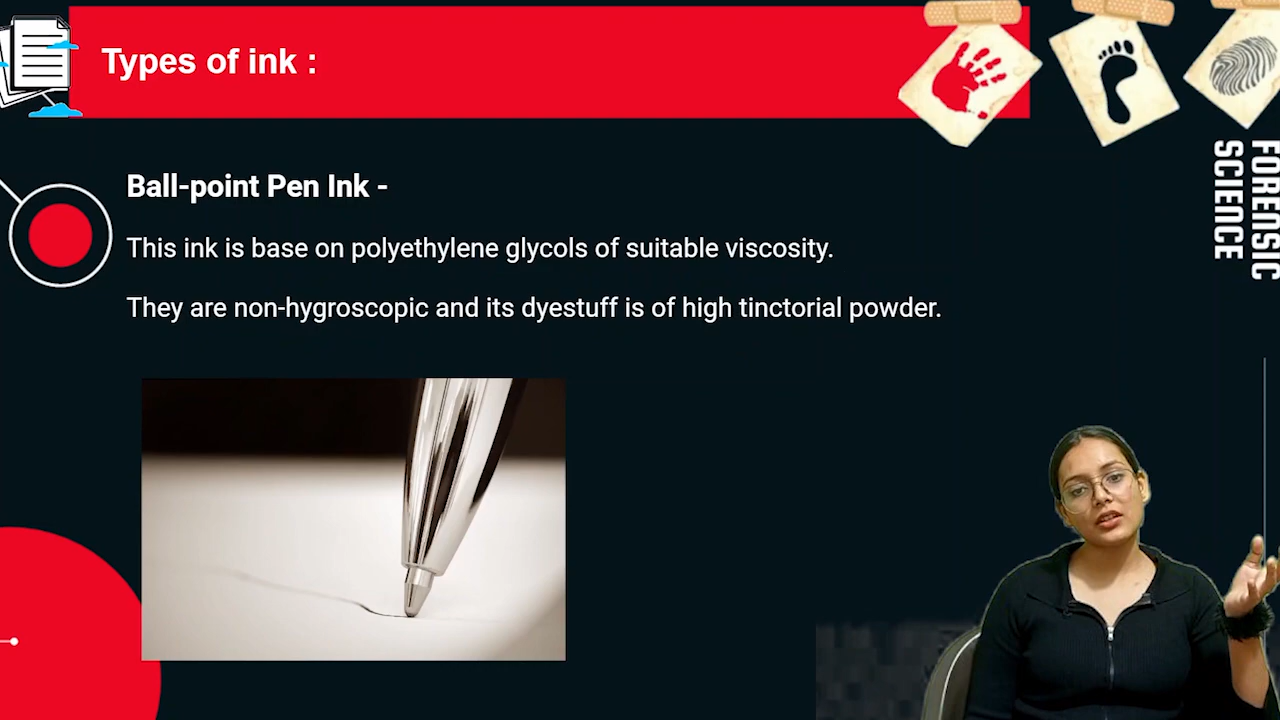 Types of ink :
Ball-point Pen Ink -
This ink is base on polyethylene glycols of suitable viscosity.
They are non-hygroscopic and its dyestuff is of high tinctorial powder.
FORENSIC
SCIENCE